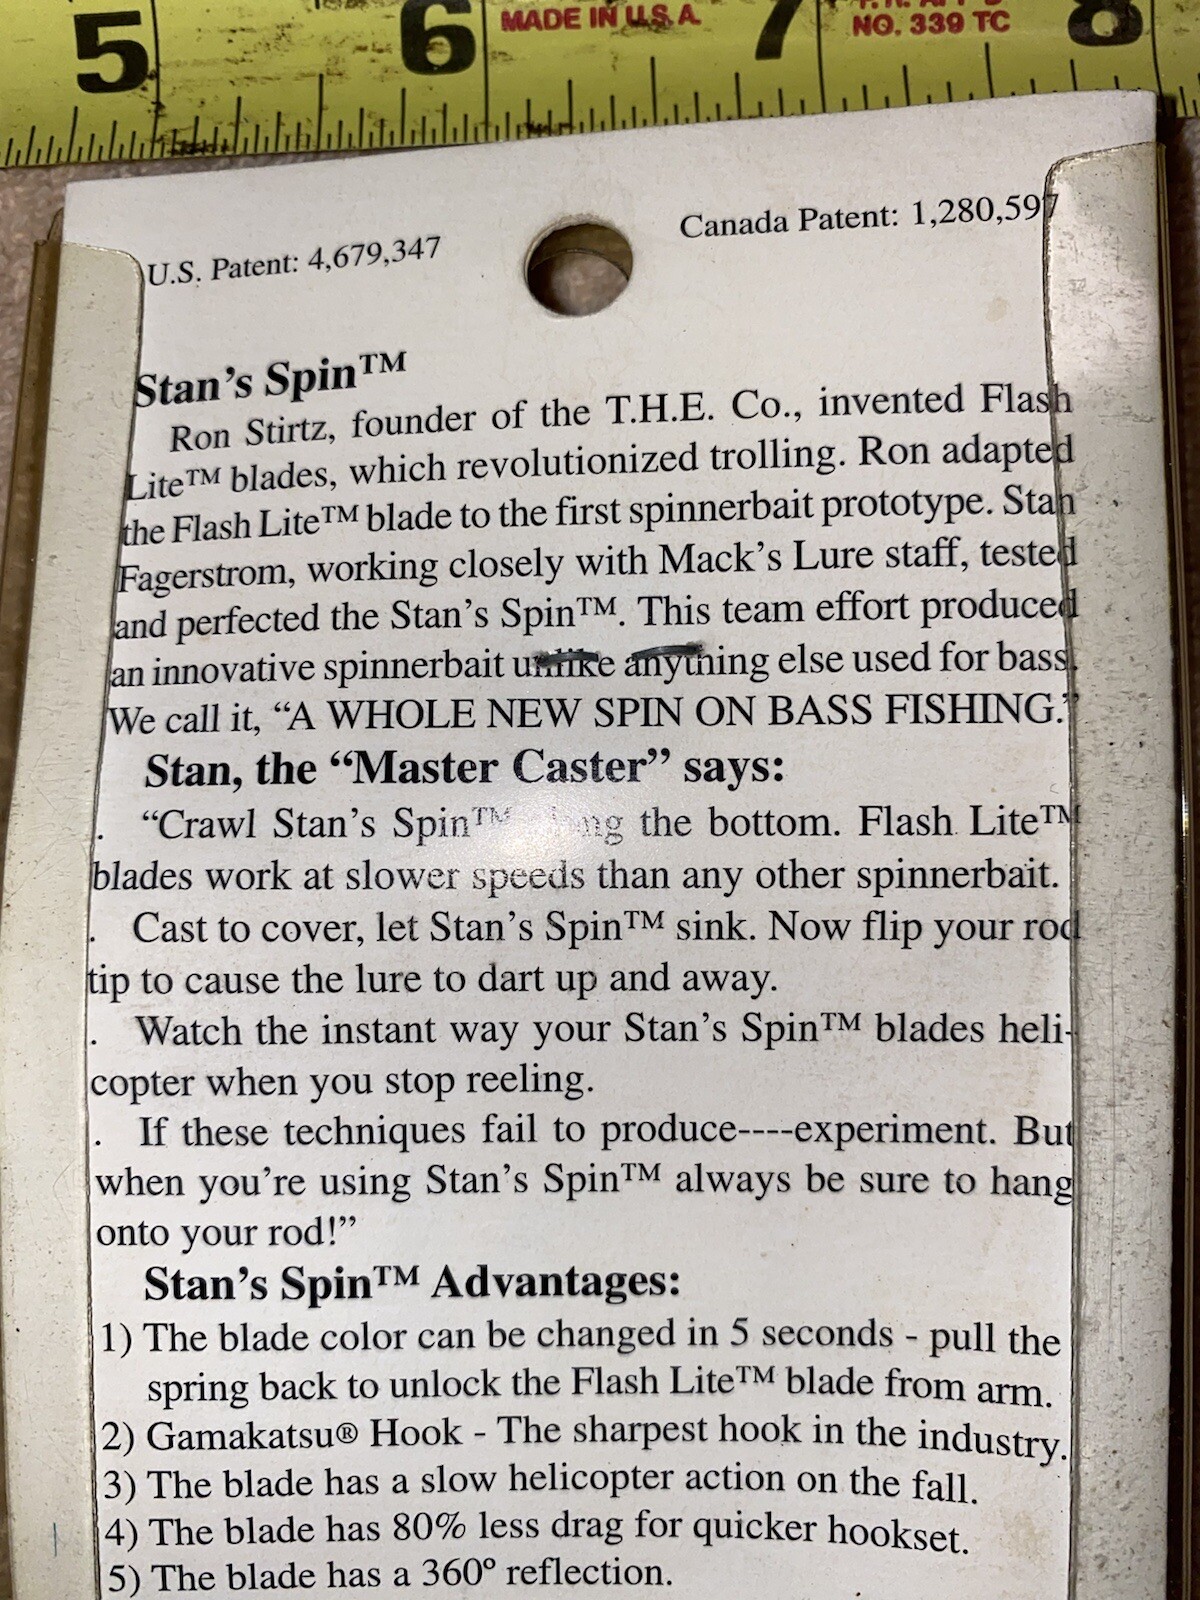 5 6 MADE IN U.S.A. 7 NO. 339 TC 8
U.S. Patent: 4,679,347
Canada Patent: 1,280,597
Stan's Spin™
Ron Stirtz, founder of the T.H.E. Co., invented Flash
Lite™ blades, which revolutionized trolling. Ron adapted
the Flash Lite™ blade to the first spinnerbait prototype. Stan
Fagerstrom, working closely with Mack's Lure staff, tested
and perfected the Stan's Spin™. This team effort produced
an innovative spinnerbait unlike anything else used for bass.
We call it, “A WHOLE NEW SPIN ON BASS FISHING.”
Stan, the “Master Caster” says:
. “Crawl Stan's Spin™ along the bottom. Flash Lite™
blades work at slower speeds than any other spinnerbait.
. Cast to cover, let Stan's Spin™ sink. Now flip your rod
tip to cause the lure to dart up and away.
. Watch the instant way your Stan's Spin™ blades heli-
copter when you stop reeling.
. If these techniques fail to produce----experiment. But
when you're using Stan's Spin™ always be sure to hang
onto your rod!”
Stan's Spin™ Advantages:
1) The blade color can be changed in 5 seconds - pull the
spring back to unlock the Flash Lite™ blade from arm.
2) Gamakatsu® Hook - The sharpest hook in the industry.
3) The blade has a slow helicopter action on the fall.
4) The blade has 80% less drag for quicker hookset.
5) The blade has a 360º reflection.